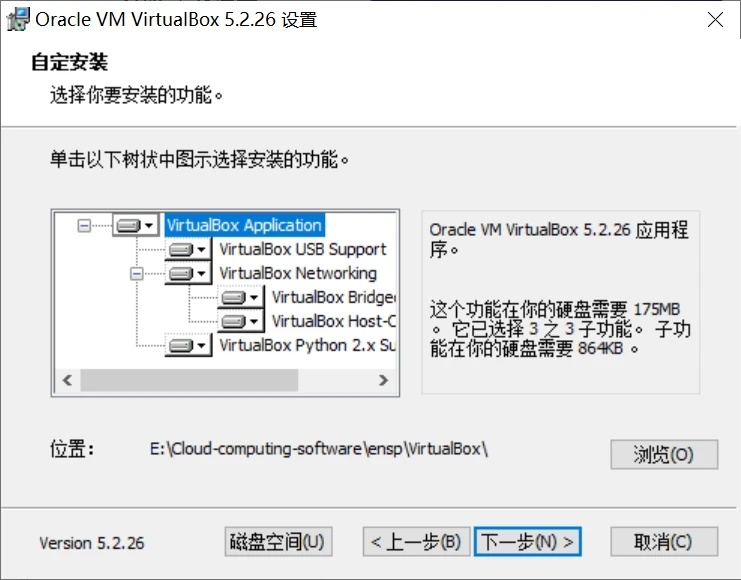 Oracle VM VirtualBox 5.2.26 设置
自定安装
选择你要安装的功能。
单击以下树状中图示选择安装的功能。
VirtualBox Application
VirtualBox USB Support
VirtualBox Networking
VirtualBox Bridge
VirtualBox Host-
VirtualBox Python 2.x Su
Oracle VM VirtualBox 5.2.26 应用程
序。
这个功能在你的硬盘需要 175MB
。 它已选择 3 之 3 子功能。 子功
能在你的硬盘需要 864KB 。
位置: E:\Cloud-computing-software\ensp\VirtualBox\
浏览(O)
Version 5.2.26
磁盘空间(U)
< 上一步(B)
下一步(N) >
取消(C)